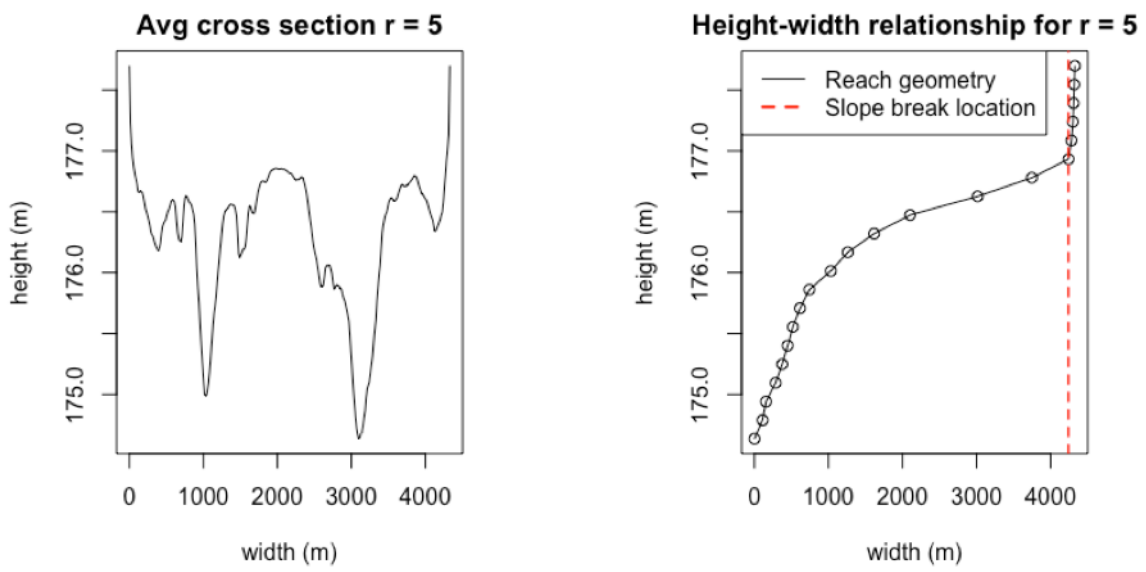 Avg cross section r = 5
height (m)
177.0
176.0
175.0
0 1000 2000 3000 4000
width (m)
Height-width relationship for r = 5
Reach geometry
Slope break location
height (m)
177.0
176.0
175.0
0 1000 2000 3000 4000
width (m)